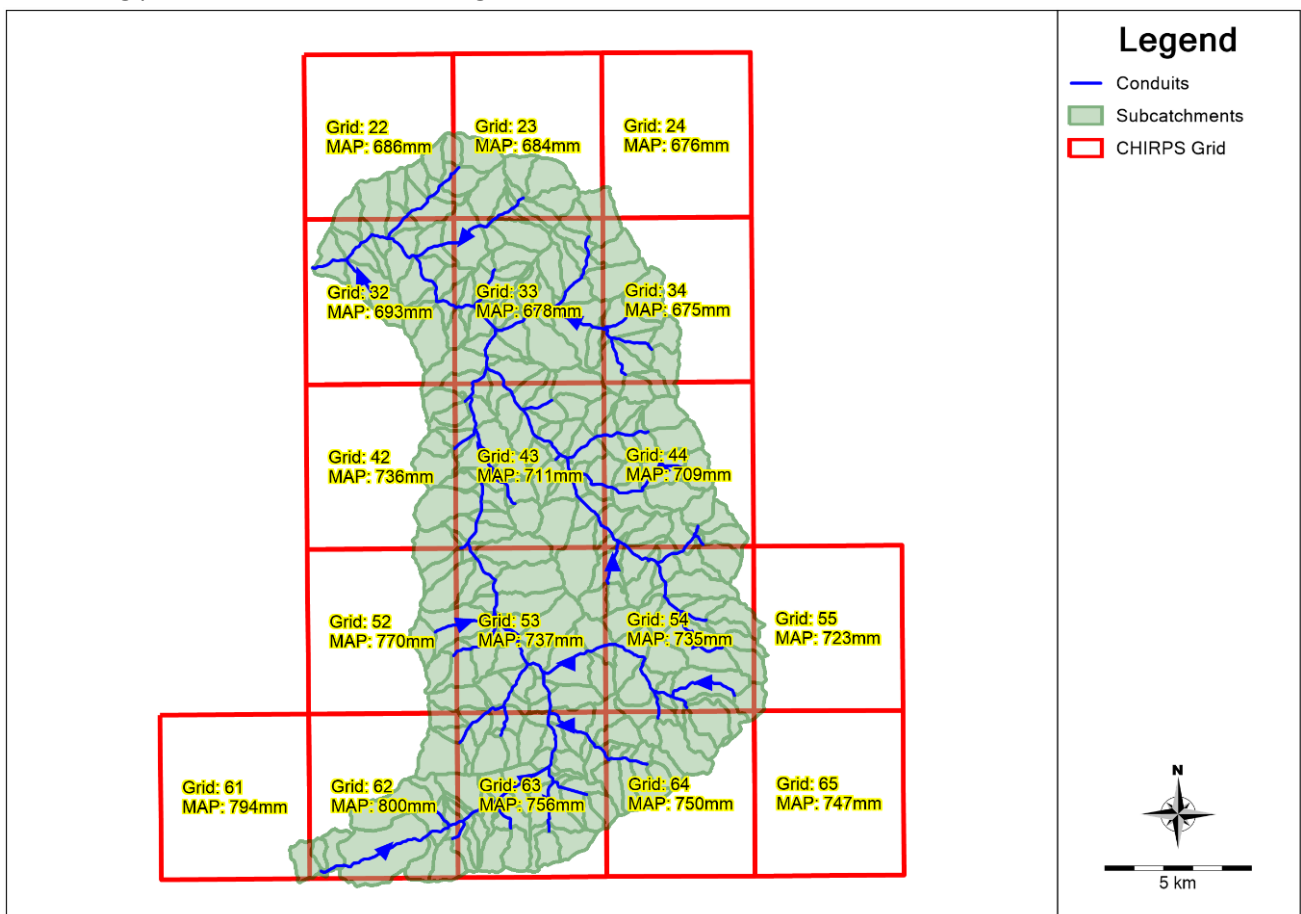 Grid: 22
MAP: 686mm
Grid: 23
MAP: 684mm
Grid: 24
MAP: 676mm
Grid: 32
MAP: 693mm
Grid: 33
MAP: 678mm
Grid: 34
MAP: 675mm
Grid: 42
MAP: 736mm
Grid: 43
MAP: 711mm
Grid: 44
MAP: 709mm
Grid: 52
MAP: 770mm
Grid: 53
MAP: 737mm
Grid: 54
MAP: 735mm
Grid: 55
MAP: 723mm
Grid: 61
MAP: 794mm
Grid: 62
MAP: 800mm
Grid: 63
MAP: 756mm
Grid: 64
MAP: 750mm
Grid: 65
MAP: 747mm
Legend
Conduits
Subcatchments
CHIRPS Grid
N
5 km